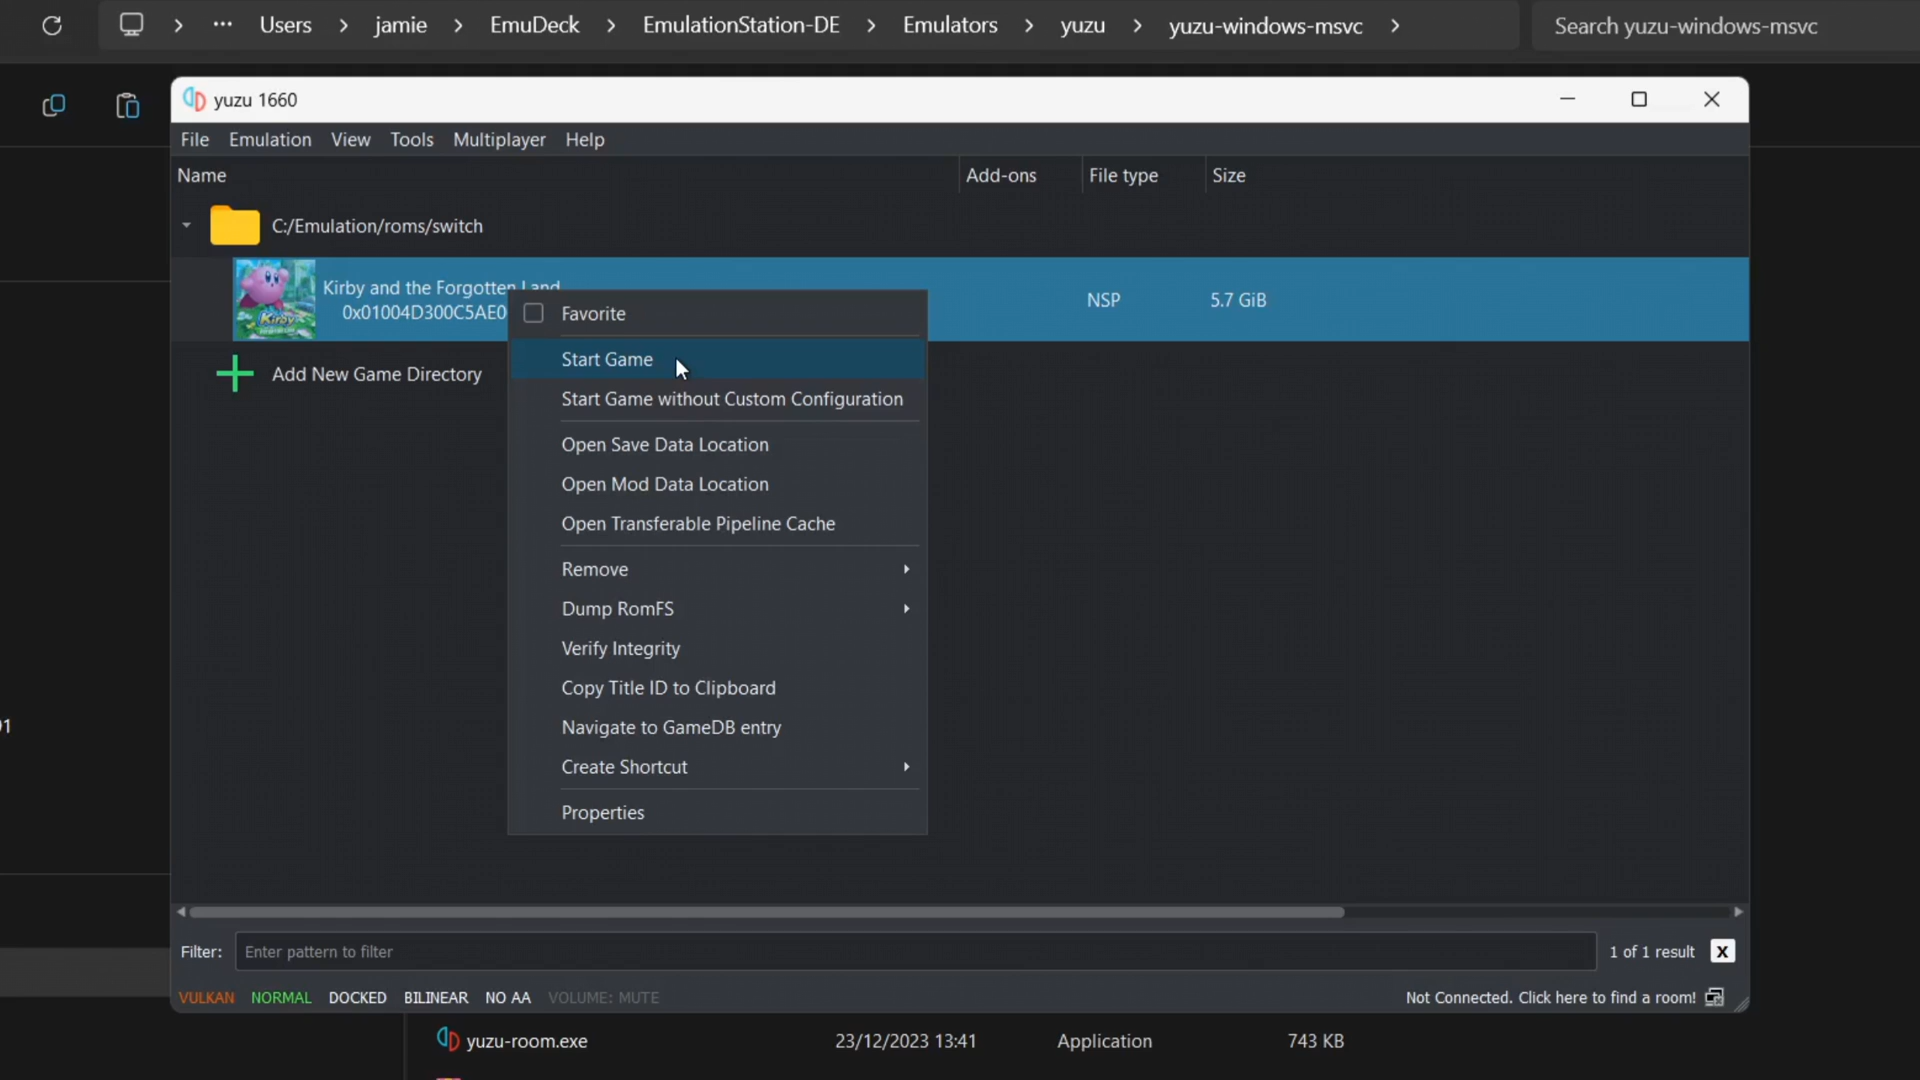 Users > jamie > EmuDeck > EmulationStation-DE > Emulators > yuzu > yuzu-windows-msvc >
Search yuzu-windows-msvc
yuzu 1660
File Emulation View Tools Multiplayer Help
Name Add-ons File type Size
C:/Emulation/roms/switch
Kirby and the Forgotten Land
0x01004D300C5AE0
NSP 5.7 GiB
Add New Game Directory
Favorite
Start Game
Start Game without Custom Configuration
Open Save Data Location
Open Mod Data Location
Open Transferable Pipeline Cache
Remove
Dump RomFS
Verify Integrity
Copy Title ID to Clipboard
Navigate to GameDB entry
Create Shortcut
Properties
Filter: Enter pattern to filter 1 of 1 result X
VULKAN NORMAL DOCKED BILINEAR NO AA VOLUME: MUTE Not Connected. Click here to find a room!
yuzu-room.exe 23/12/2023 13:41 Application 743 KB